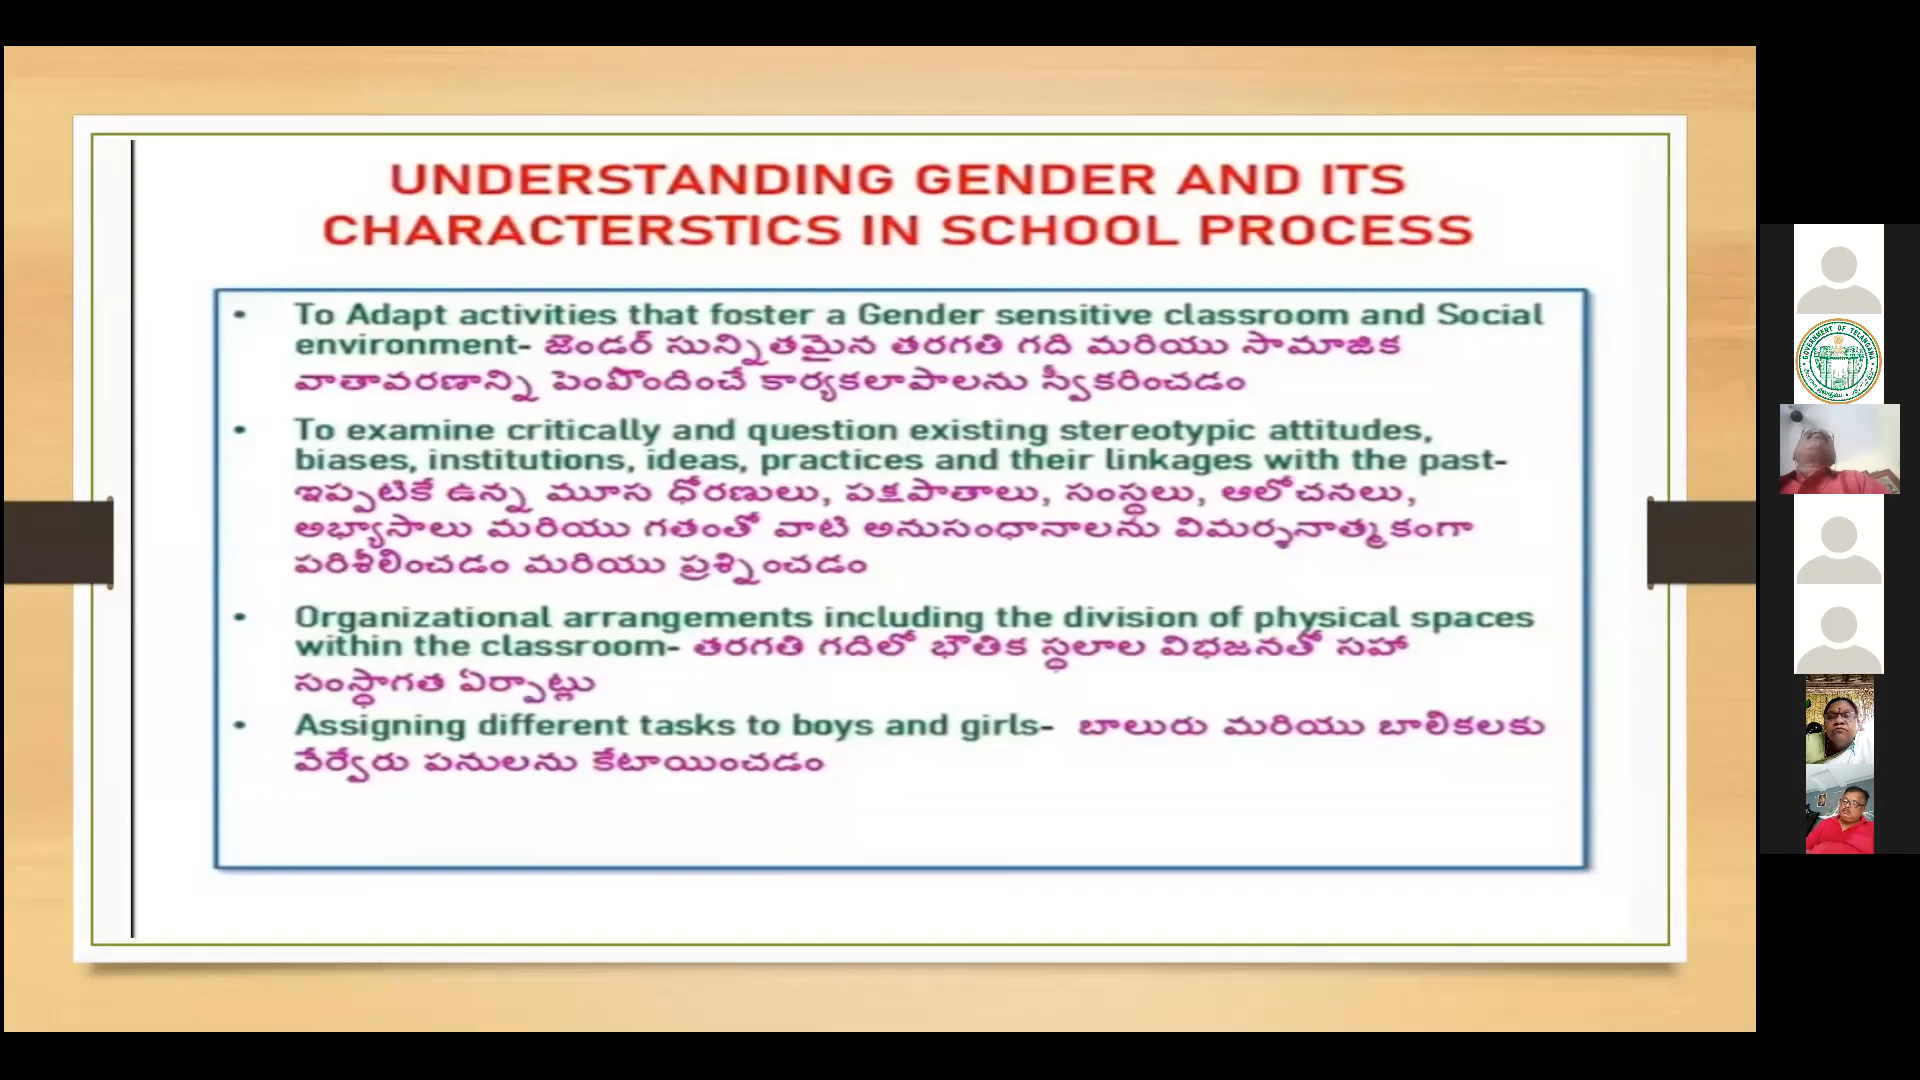 UNDERSTANDING GENDER AND ITS
CHARACTERSTICS IN SCHOOL PROCESS
• To Adapt activities that foster a Gender sensitive classroom and Social
environment- జెండర్ సున్నితమైన తరగతి గది మరియు సామాజిక
వాతావరణాన్ని పెంపొందించే కార్యకలాపాలను స్వీకరించడం
• To examine critically and question existing stereotypic attitudes,
biases, institutions, ideas, practices and their linkages with the past-
ఇప్పటికే ఉన్న మూస ధోరణులు, పక్షపాతాలు, సంస్థలు, ఆలోచనలు,
అభ్యాసాలు మరియు గతంతో వాటి అనుసంధానాలను విమర్శనాత్మకంగా
పరిశీలించడం మరియు ప్రశ్నించడం
• Organizational arrangements including the division of physical spaces
within the classroom- తరగతి గదిలో భౌతిక స్థలాల విభజనతో సహా
సంస్థాగత ఏర్పాట్లు
• Assigning different tasks to boys and girls- బాలురు మరియు బాలికలకు
వేర్వేరు పనులను కేటాయించడం
GOVERNMENT OF TELANGANA